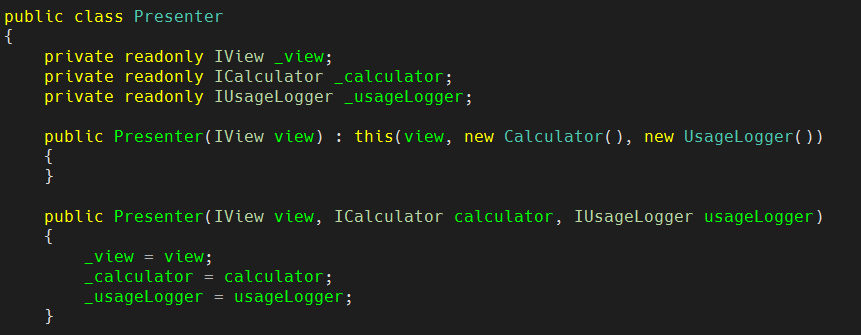 public class Presenter
{
    private readonly IView _view;
    private readonly ICalculator _calculator;
    private readonly IUsageLogger _usageLogger;

    public Presenter(IView view) : this(view, new Calculator(), new UsageLogger())
    {
    }

    public Presenter(IView view, ICalculator calculator, IUsageLogger usageLogger)
    {
        _view = view;
        _calculator = calculator;
        _usageLogger = usageLogger;
    }